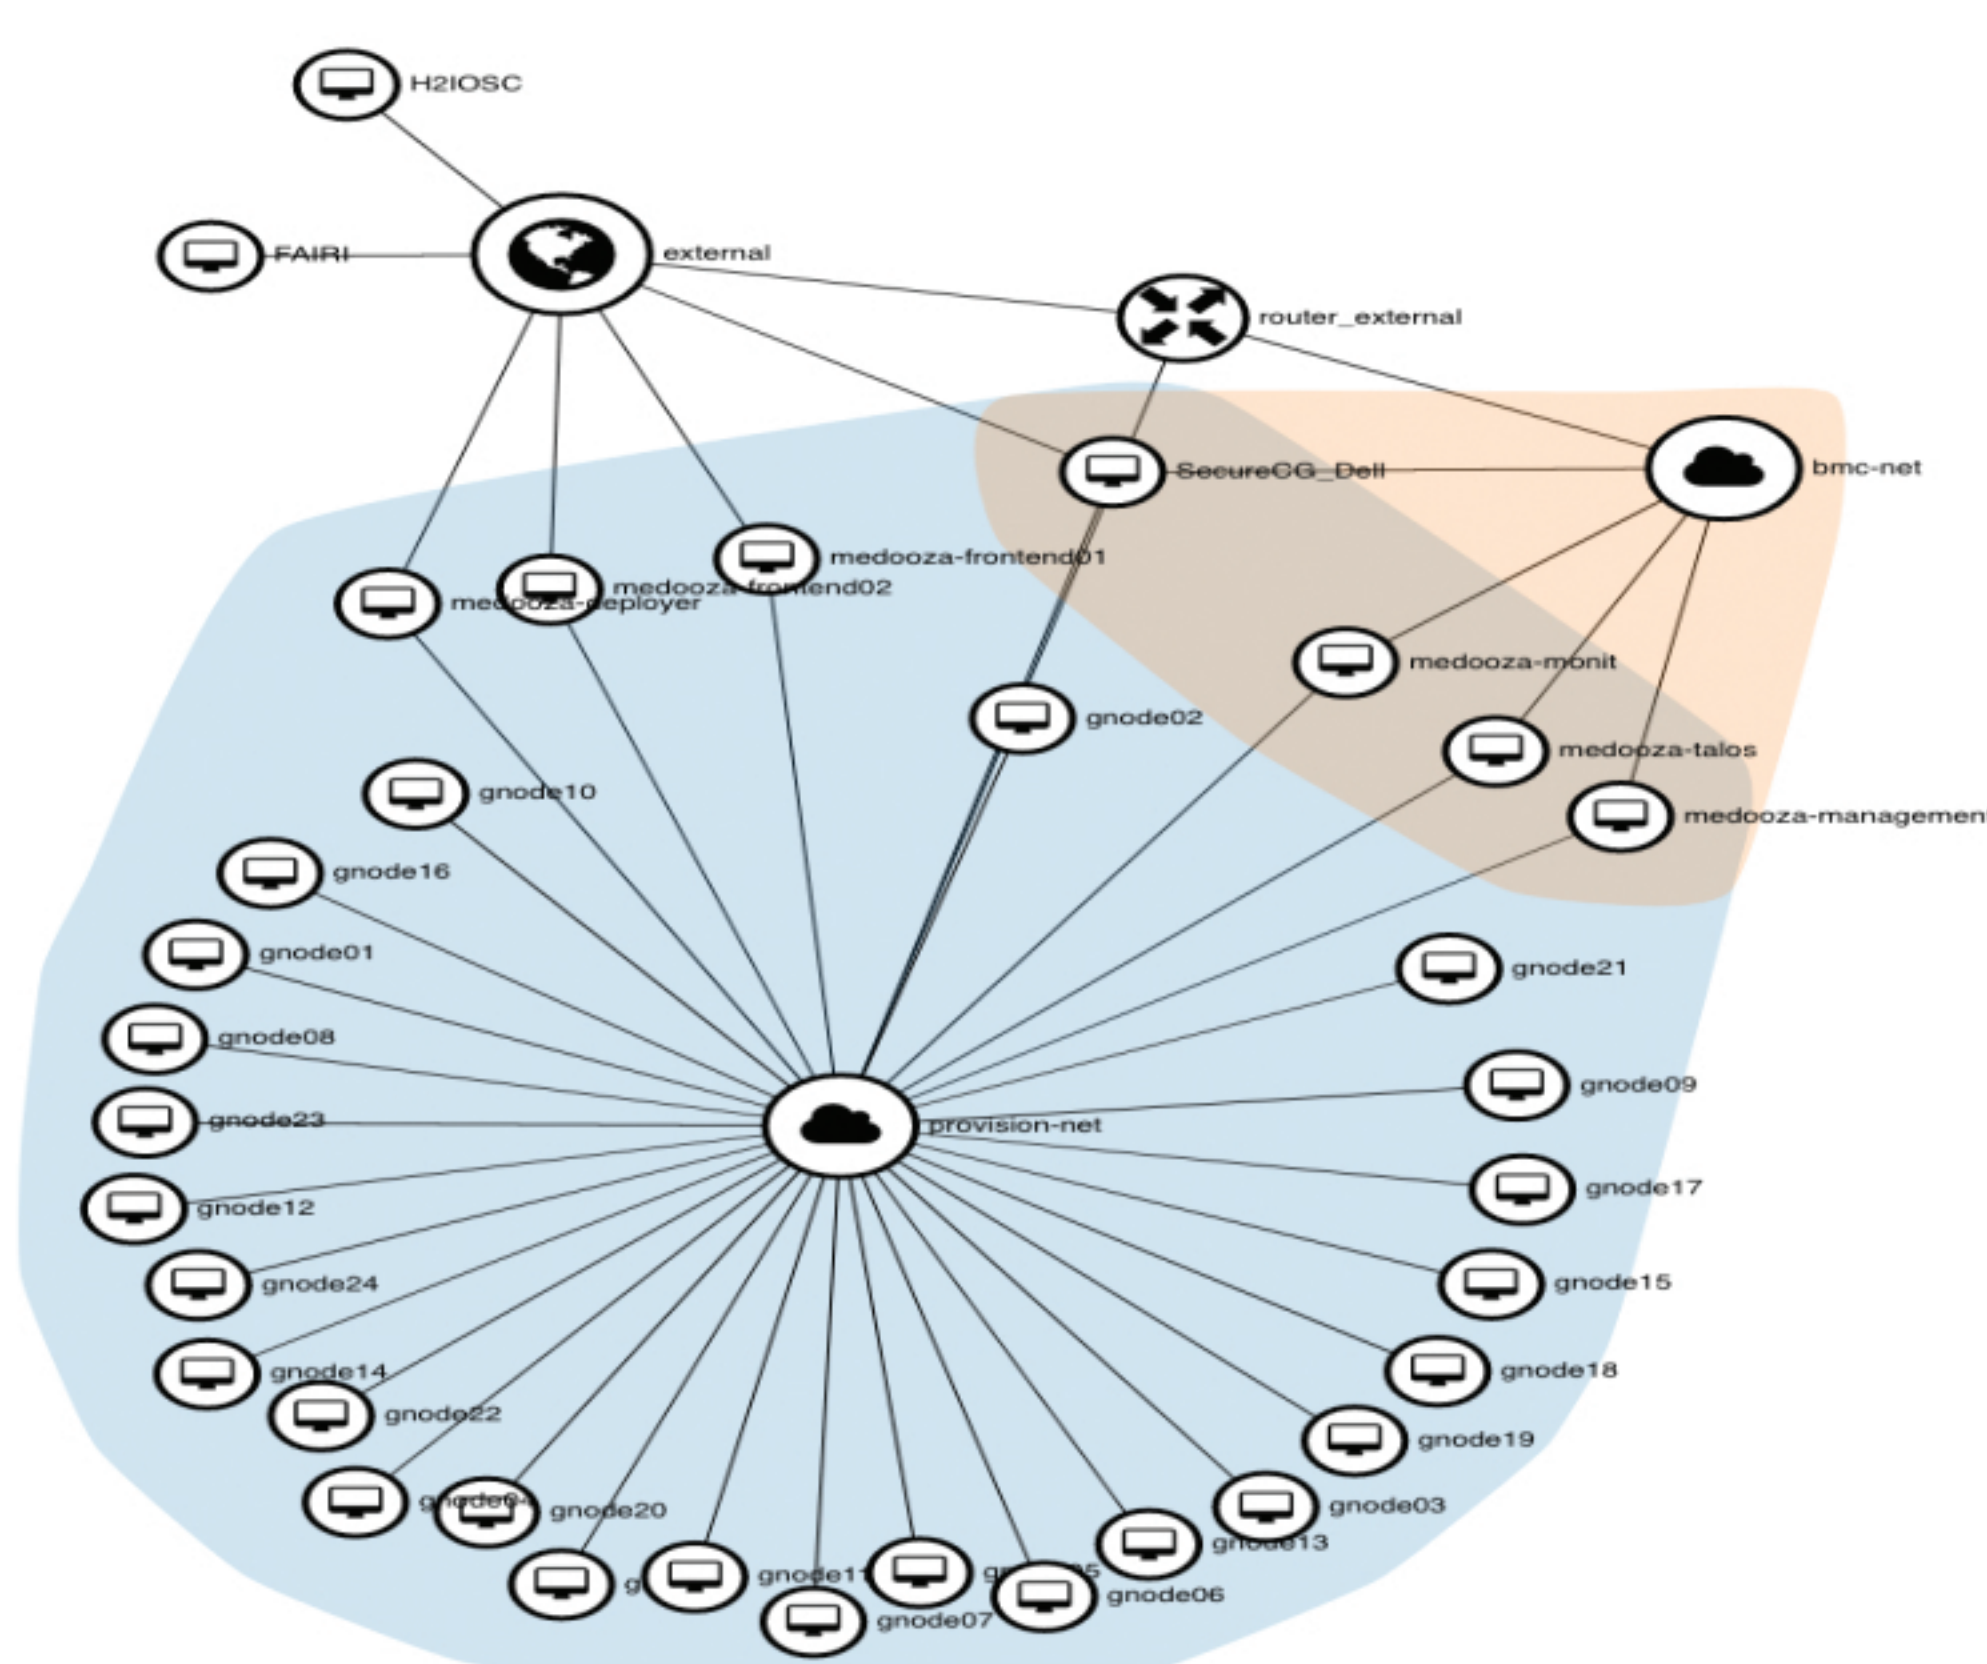 H2IOSC
FAIRI
external
router_external
SecureCG_Dell
bmc-net
medooza-frontend01
medooza-frontend02
medooza-deployer
medooza-monit
gnode02
medooza-talos
gnode10
medooza-management
gnode16
gnode01
gnode21
gnode08
gnode09
gnode23
provision-net
gnode17
gnode12
gnode24
gnode15
gnode14
gnode18
gnode22
gnode19
gnode20
gnode03
gnode13
gnode11
gnode06
gnode07